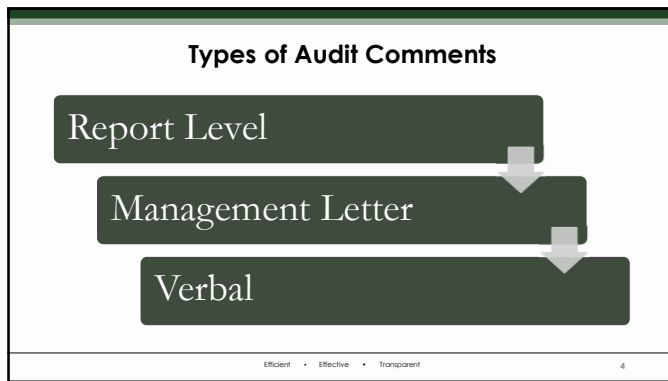 Types of Audit Comments
Report Level
Management Letter
Verbal
Efficient • Effective • Transparent
4